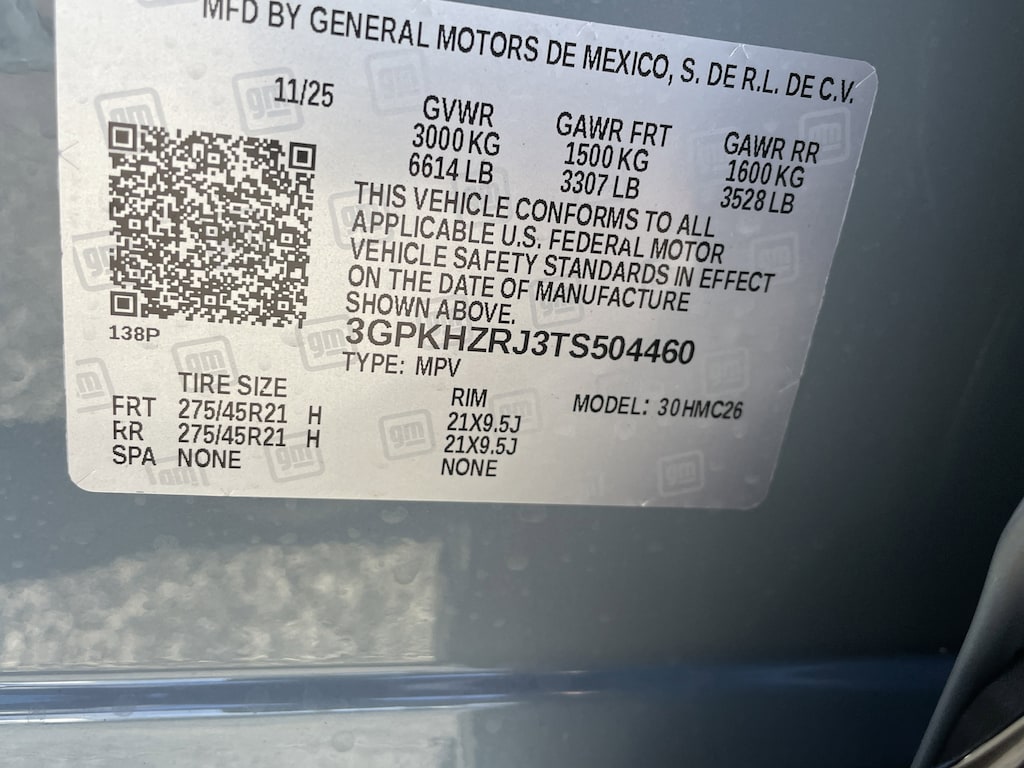 MFD BY GENERAL MOTORS DE MEXICO, S. DE R.L. DE C.V.
11/25
GVWR GAWR FRT GAWR RR
3000 KG 1500 KG 1600 KG
6614 LB 3307 LB 3528 LB
THIS VEHICLE CONFORMS TO ALL
APPLICABLE U.S. FEDERAL MOTOR
VEHICLE SAFETY STANDARDS IN EFFECT
ON THE DATE OF MANUFACTURE
SHOWN ABOVE.
138P
3GPKHZRJ3TS504460
TYPE: MPV
TIRE SIZE RIM MODEL: 30HMC26
FRT 275/45R21 H 21X9.5J
RR 275/45R21 H 21X9.5J
SPA NONE NONE
gm